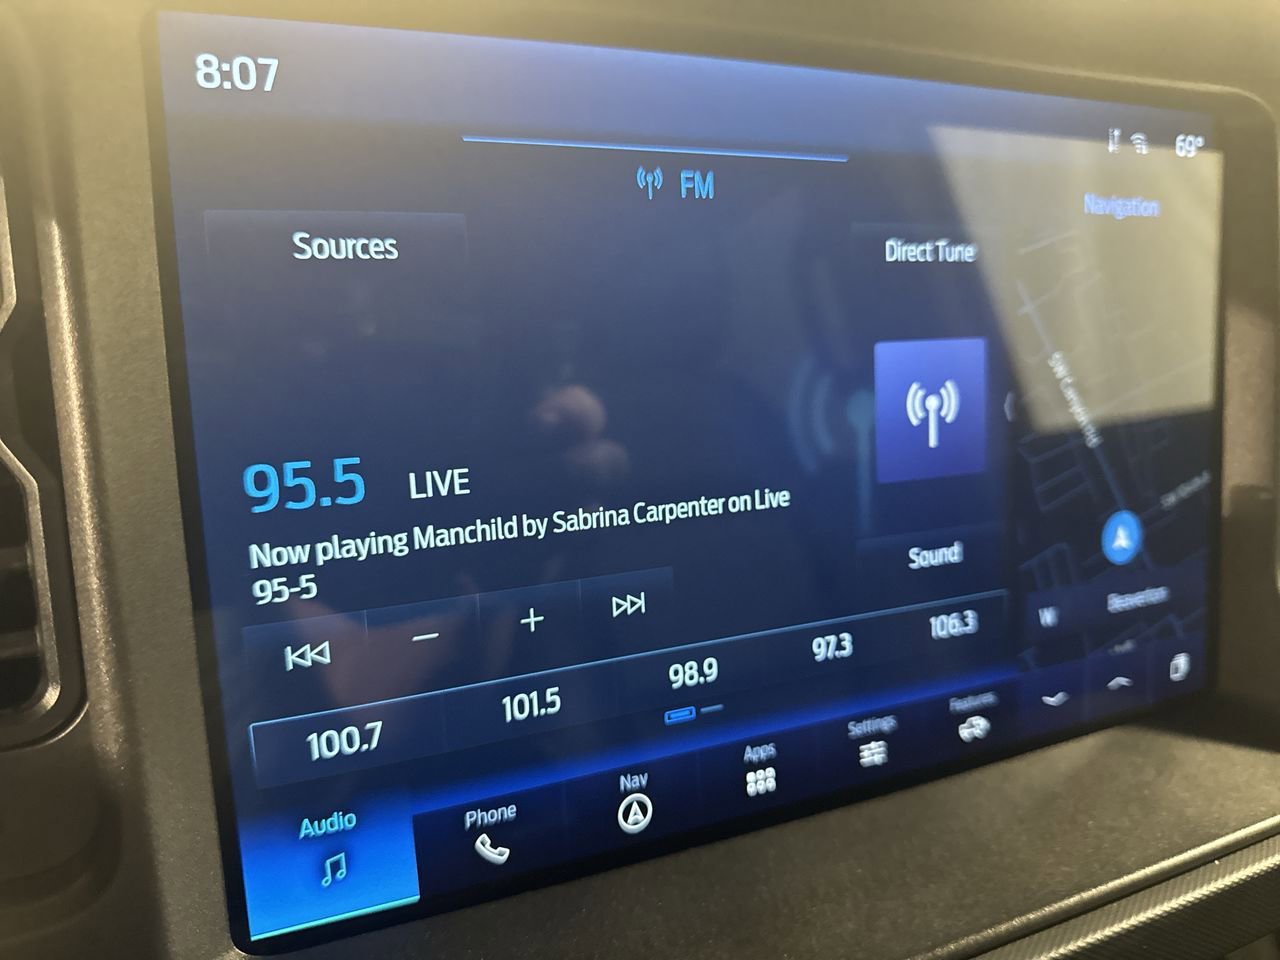 8:07
69°
FM
Navigation
Sources
Direct Tune
95.5 LIVE
Now playing Manchild by Sabrina Carpenter on Live
95-5
Sound
W
Beaverton
100.7
101.5
98.9
97.3
106.3
Audio
Phone
Nav
Apps
Settings
Features